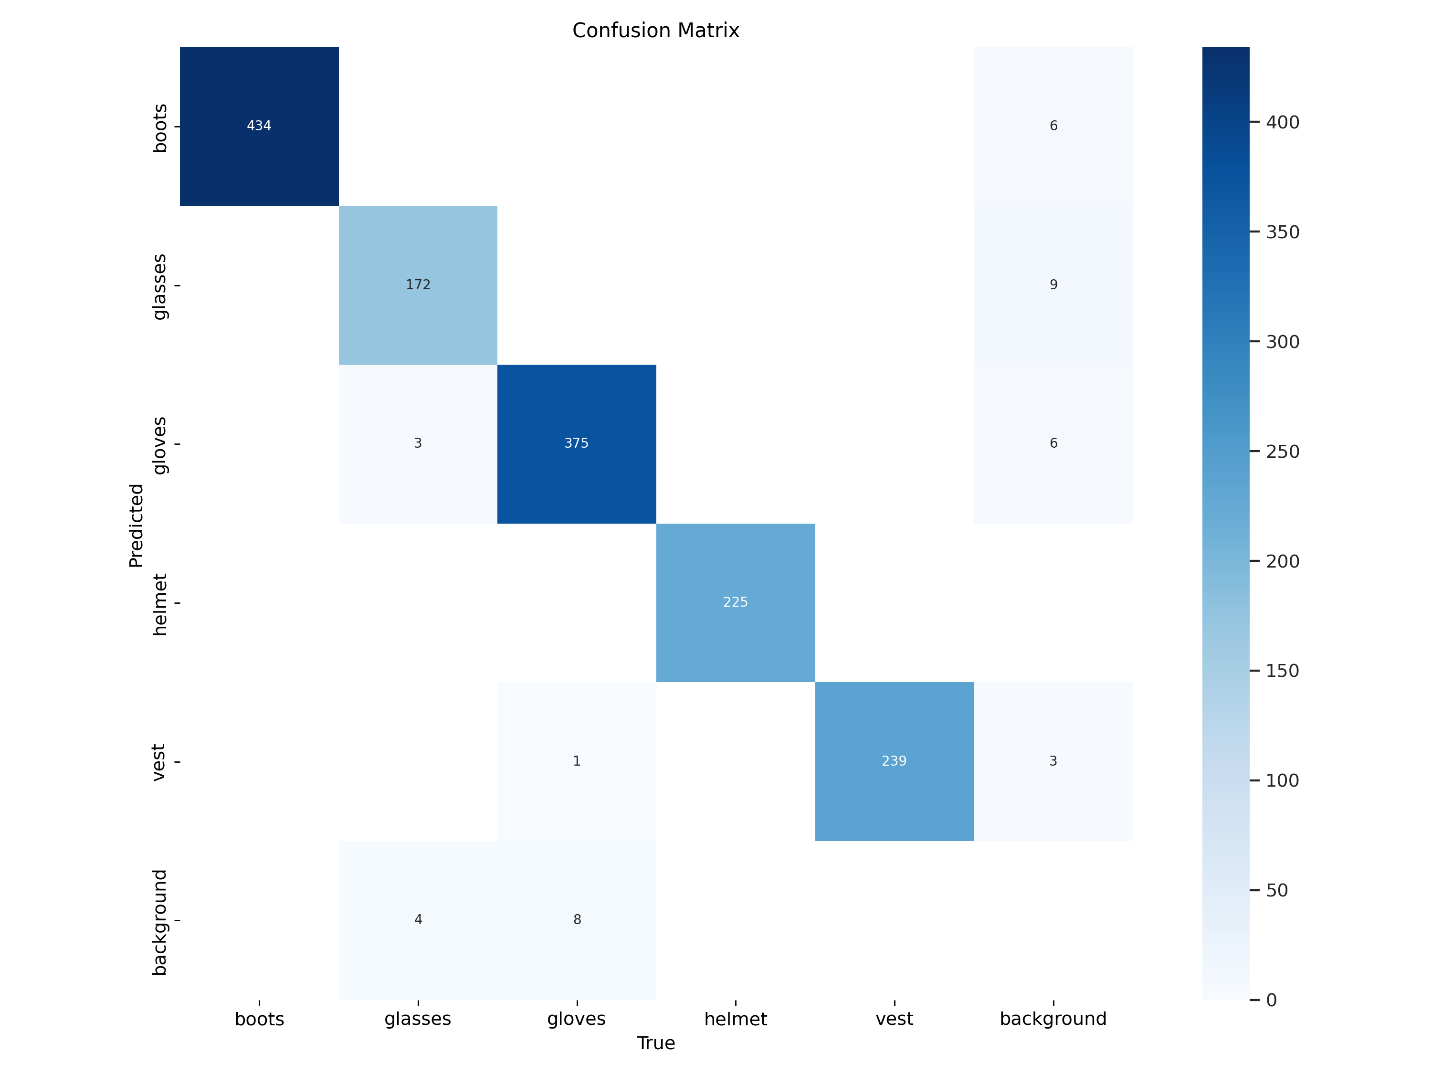 Confusion Matrix
boots
434
6
400
350
glasses
172
9
300
gloves
3
375
6
250
Predicted
helmet
225
200
150
vest
1
239
3
100
50
background
4
8
0
boots glasses gloves helmet vest background
True